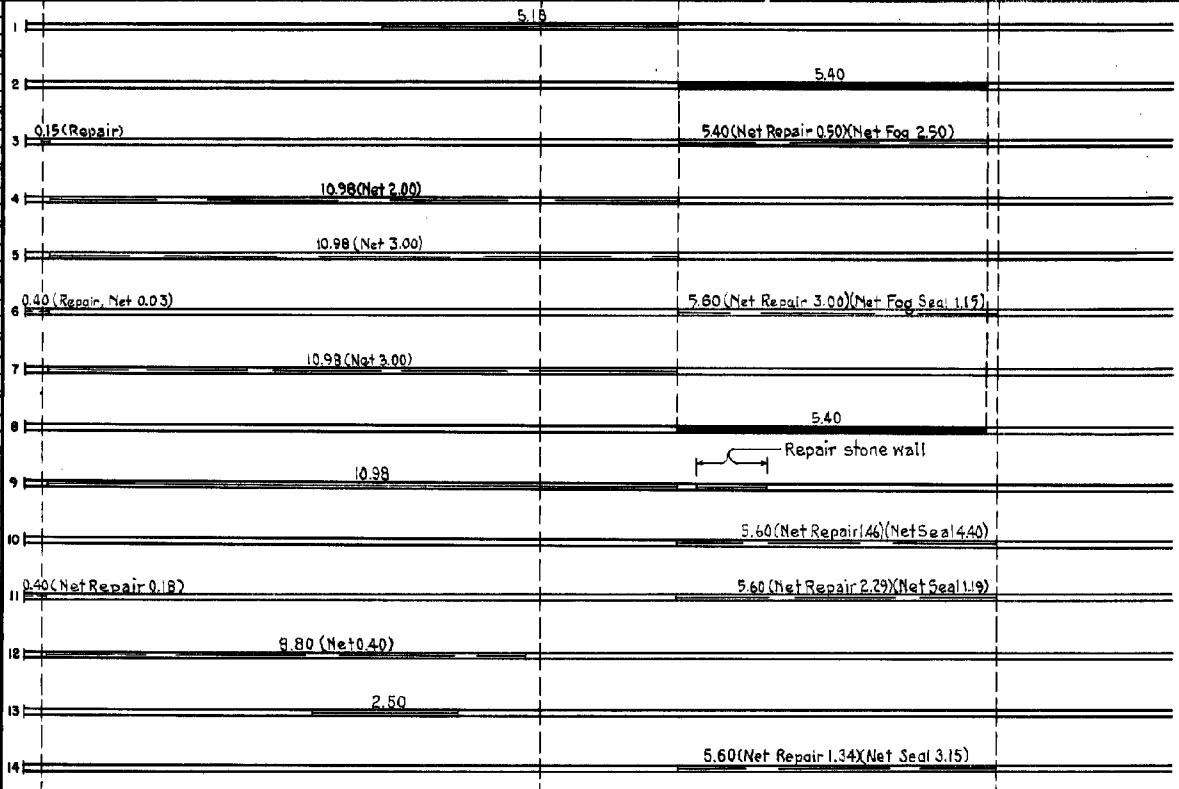 5.18
1
5.40
2
0.15 (Repair)
5.40 (Net Repair 0.50)(Net Fog 2.50)
3
10.98 (Net 2.00)
4
10.98 (Net 3.00)
5
0.40 (Repair, Net 0.03)
5.60 (Net Repair 3.00)(Net Fog Seal 1.15)
6
10.98 (Net 3.00)
7
5.40
8
Repair stone wall
10.98
9
5.60 (Net Repair 1.46)(Net Seal 4.40)
10
0.40 (Net Repair 0.18)
5.60 (Net Repair 2.29)(Net Seal 1.19)
11
8.80 (Net 0.40)
12
2.50
13
5.60 (Net Repair 1.34)(Net Seal 3.15)
14